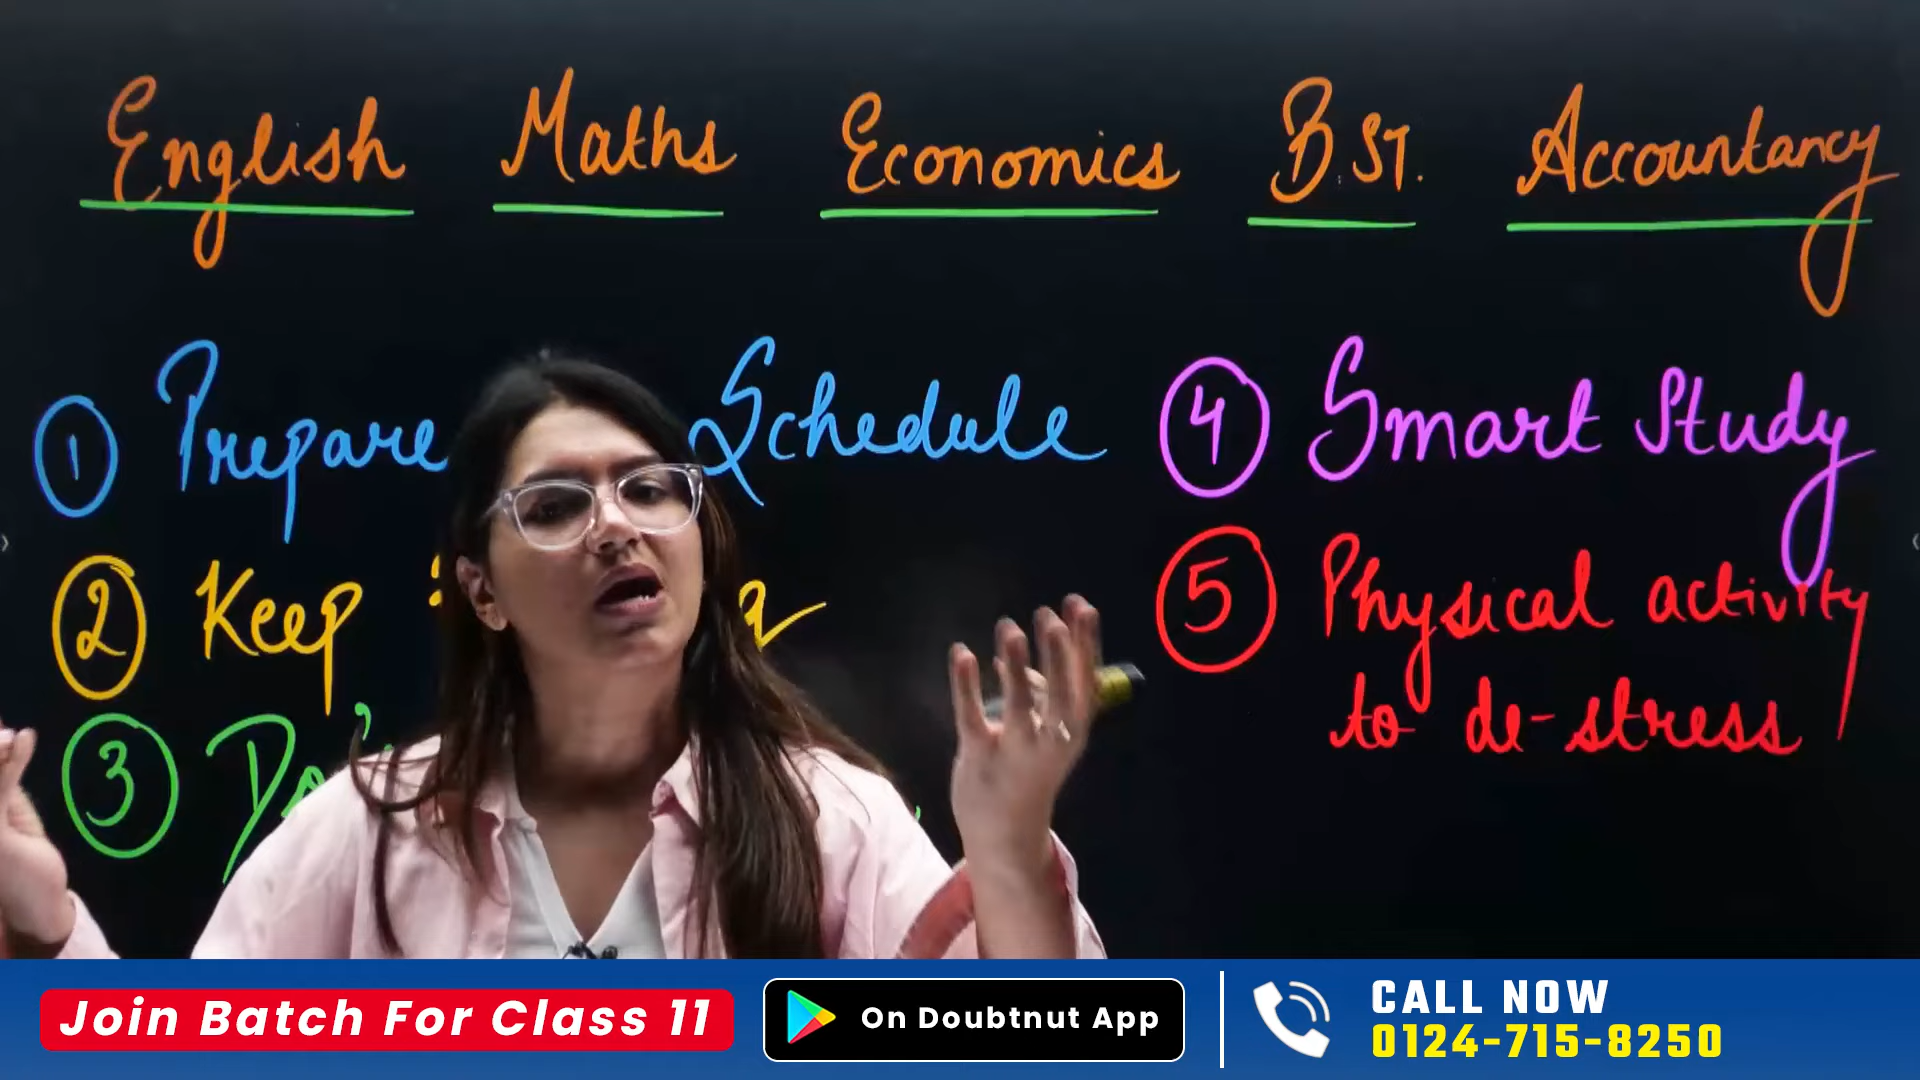 English Maths Economics B.ST. Accountancy
1 Prepare Schedule
2 Keep
3
4 Smart Study
5 Physical activity
to de-stress
Join Batch For Class 11
On Doubtnut App
CALL NOW
0124-715-8250